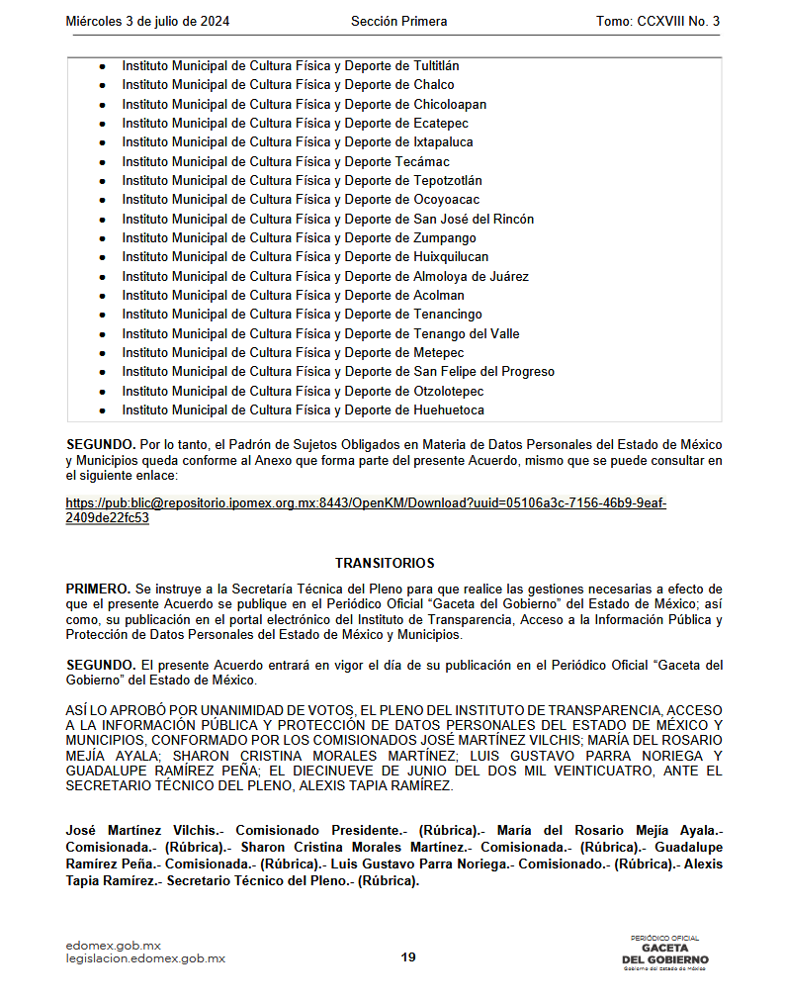 Miércoles 3 de julio de 2024 Sección Primera Tomo: CCXVIII No. 3
● Instituto Municipal de Cultura Física y Deporte de Tultitlán
● Instituto Municipal de Cultura Física y Deporte de Chalco
● Instituto Municipal de Cultura Física y Deporte de Chicoloapan
● Instituto Municipal de Cultura Física y Deporte de Ecatepec
● Instituto Municipal de Cultura Física y Deporte de Ixtapaluca
● Instituto Municipal de Cultura Física y Deporte Tecámac
● Instituto Municipal de Cultura Física y Deporte de Tepotzotlán
● Instituto Municipal de Cultura Física y Deporte de Ocoyoacac
● Instituto Municipal de Cultura Física y Deporte de San José del Rincón
● Instituto Municipal de Cultura Física y Deporte de Zumpango
● Instituto Municipal de Cultura Física y Deporte de Huixquilucan
● Instituto Municipal de Cultura Física y Deporte de Almoloya de Juárez
● Instituto Municipal de Cultura Física y Deporte de Acolman
● Instituto Municipal de Cultura Física y Deporte de Tenancingo
● Instituto Municipal de Cultura Física y Deporte de Tenango del Valle
● Instituto Municipal de Cultura Física y Deporte de Metepec
● Instituto Municipal de Cultura Física y Deporte de San Felipe del Progreso
● Instituto Municipal de Cultura Física y Deporte de Otzolotepec
● Instituto Municipal de Cultura Física y Deporte de Huehuetoca
SEGUNDO. Por lo tanto, el Padrón de Sujetos Obligados en Materia de Datos Personales del Estado de México
y Municipios queda conforme al Anexo que forma parte del presente Acuerdo, mismo que se puede consultar en
el siguiente enlace:
https://pub:blic@repositorio.ipomex.org.mx:8443/OpenKM/Download?uuid=05106a3c-7156-46b9-9eaf-
2409de22fc53
TRANSITORIOS
PRIMERO. Se instruye a la Secretaría Técnica del Pleno para que realice las gestiones necesarias a efecto de
que el presente Acuerdo se publique en el Periódico Oficial “Gaceta del Gobierno” del Estado de México; así
como, su publicación en el portal electrónico del Instituto de Transparencia, Acceso a la Información Pública y
Protección de Datos Personales del Estado de México y Municipios.
SEGUNDO. El presente Acuerdo entrará en vigor el día de su publicación en el Periódico Oficial “Gaceta del
Gobierno” del Estado de México.
ASÍ LO APROBÓ POR UNANIMIDAD DE VOTOS, EL PLENO DEL INSTITUTO DE TRANSPARENCIA, ACCESO
A LA INFORMACIÓN PÚBLICA Y PROTECCIÓN DE DATOS PERSONALES DEL ESTADO DE MÉXICO Y
MUNICIPIOS, CONFORMADO POR LOS COMISIONADOS JOSÉ MARTÍNEZ VILCHIS; MARÍA DEL ROSARIO
MEJÍA AYALA; SHARON CRISTINA MORALES MARTÍNEZ; LUIS GUSTAVO PARRA NORIEGA Y
GUADALUPE RAMÍREZ PEÑA; EL DIECINUEVE DE JUNIO DEL DOS MIL VEINTICUATRO, ANTE EL
SECRETARIO TÉCNICO DEL PLENO, ALEXIS TAPIA RAMÍREZ.
José Martínez Vilchis.- Comisionado Presidente.- (Rúbrica).- María del Rosario Mejía Ayala.-
Comisionada.- (Rúbrica).- Sharon Cristina Morales Martínez.- Comisionada.- (Rúbrica).- Guadalupe
Ramírez Peña.- Comisionada.- (Rúbrica).- Luis Gustavo Parra Noriega.- Comisionado.- (Rúbrica).- Alexis
Tapia Ramírez.- Secretario Técnico del Pleno.- (Rúbrica).
edomex.gob.mx
legislacion.edomex.gob.mx
19
PERIÓDICO OFICIAL
GACETA
DEL GOBIERNO
Gobierno del Estado de México